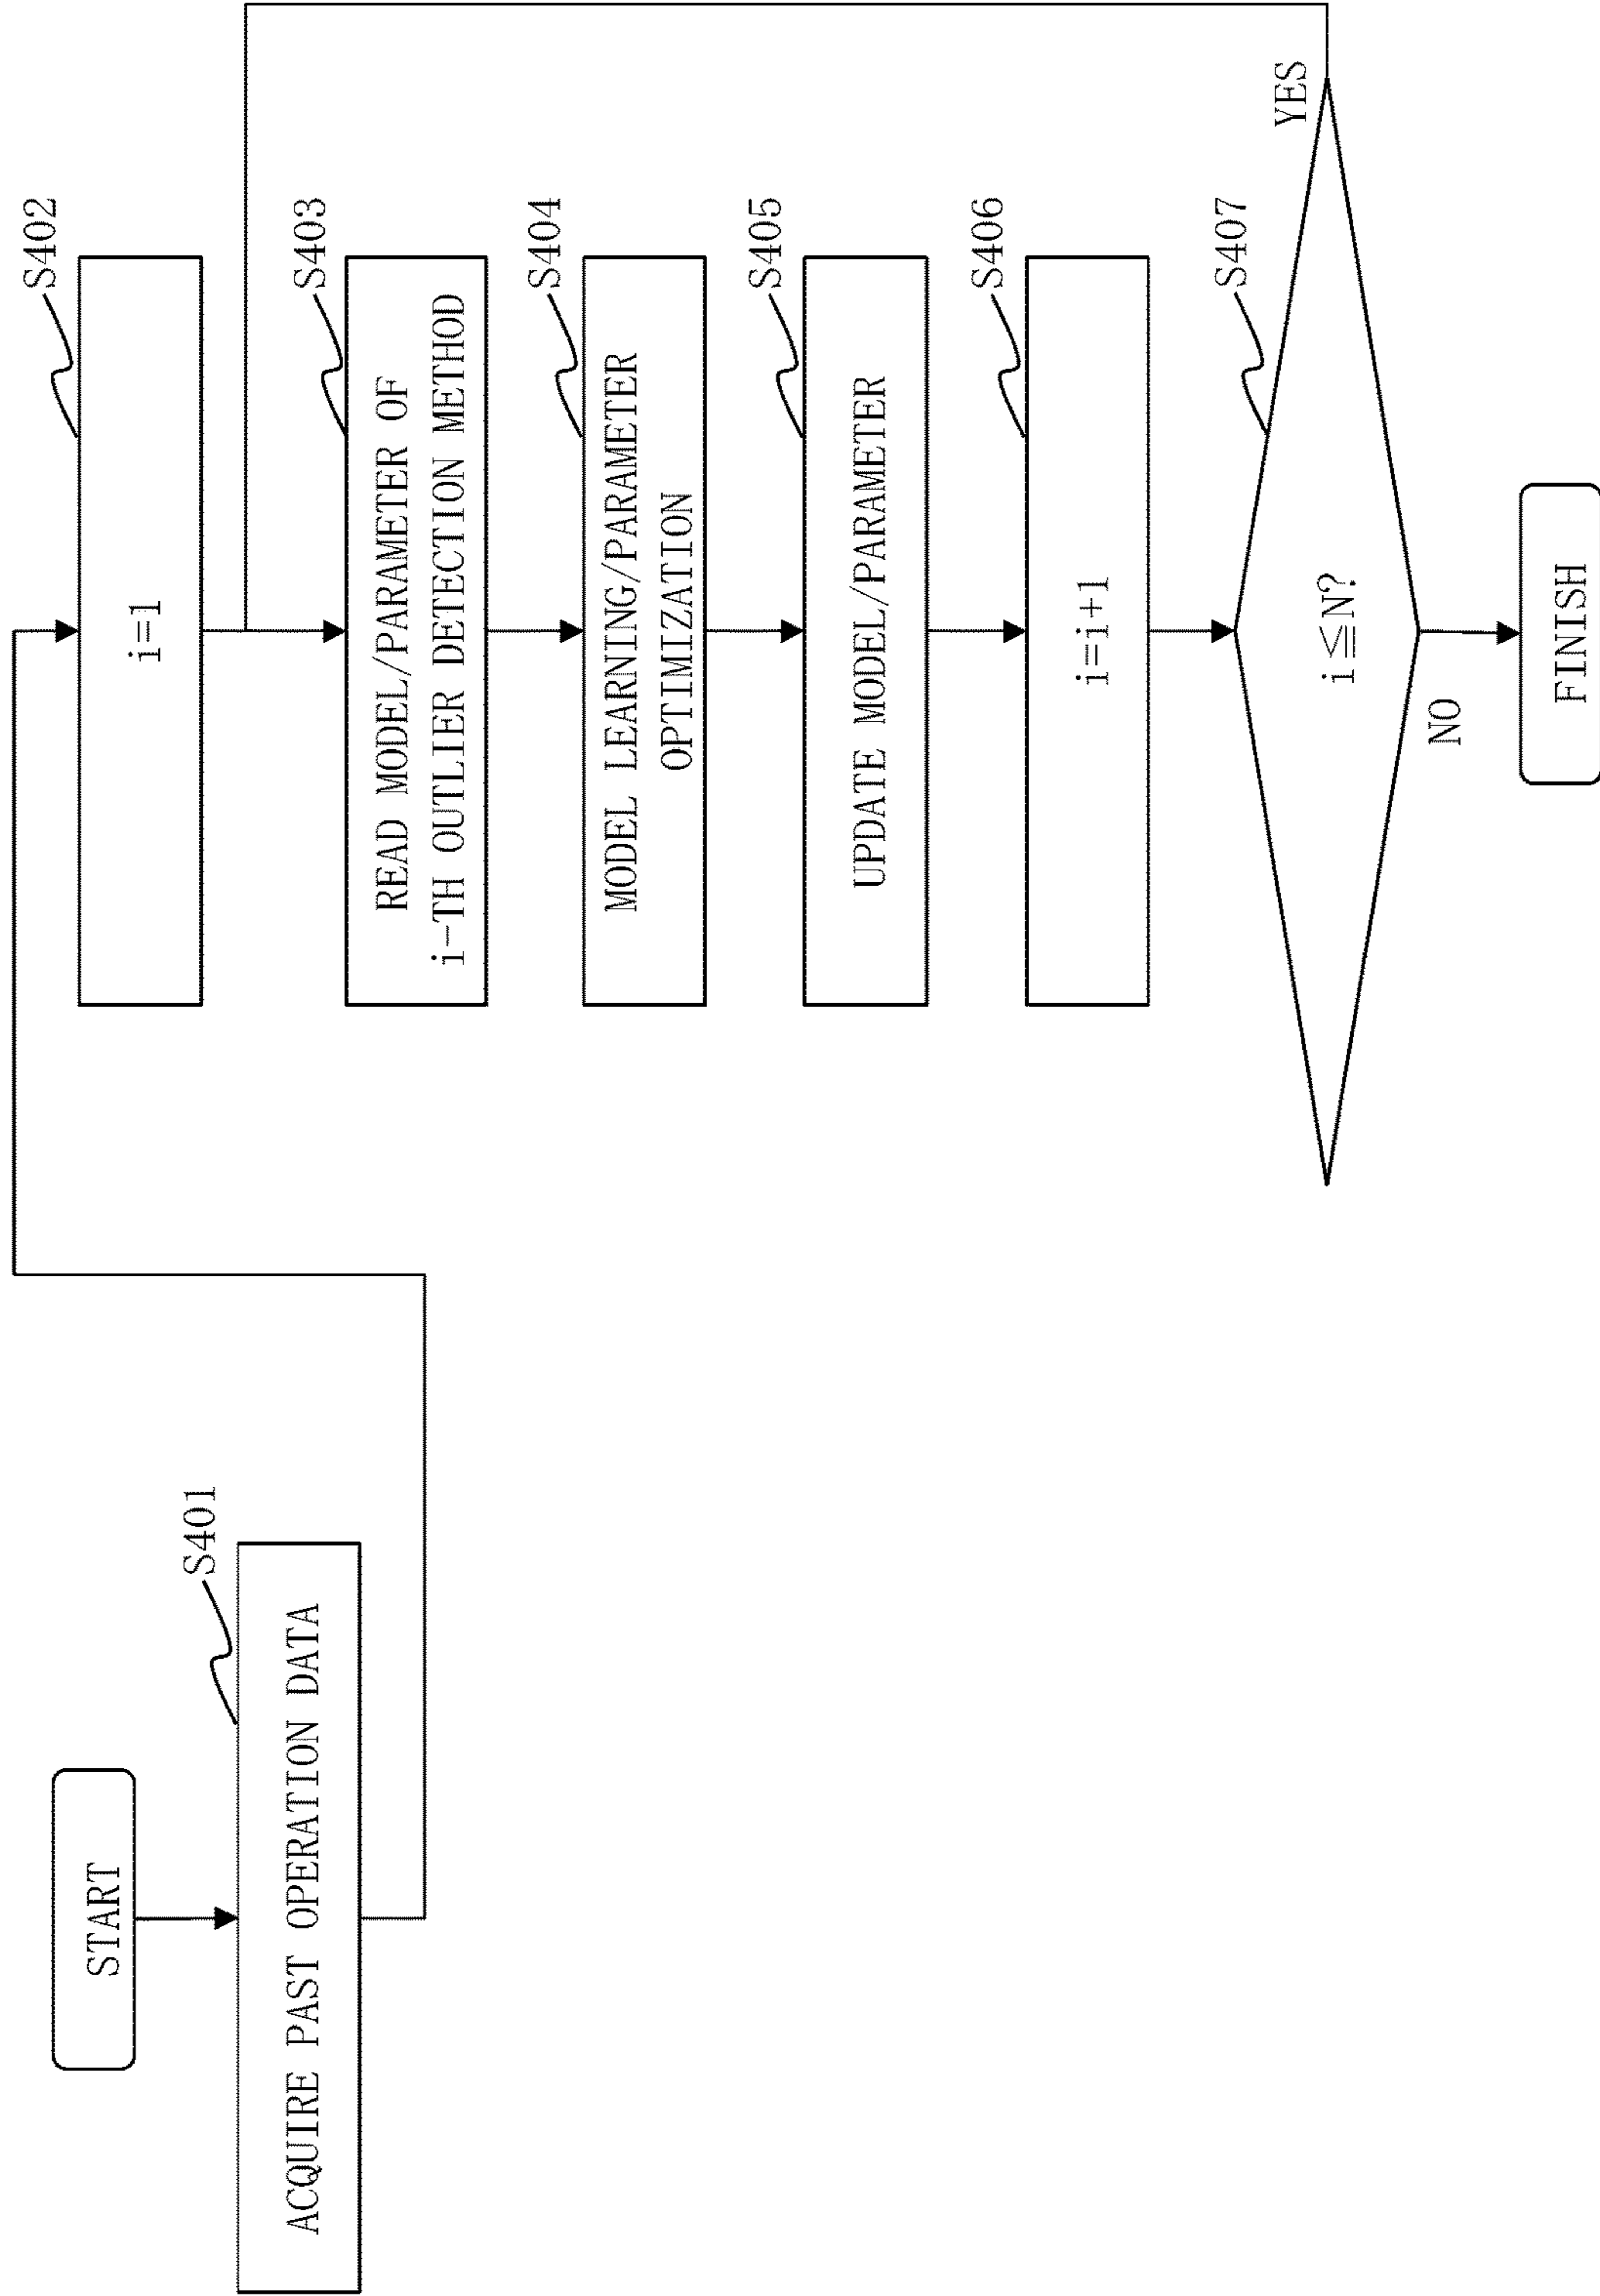 START
S401
ACQUIRE PAST OPERATION DATA
S402
i=1
S403
READ MODEL/PARAMETER OF
i-TH OUTLIER DETECTION METHOD
S404
MODEL LEARNING/PARAMETER
OPTIMIZATION
S405
UPDATE MODEL/PARAMETER
S406
i=i+1
S407
i≦N?
YES
NO
FINISH